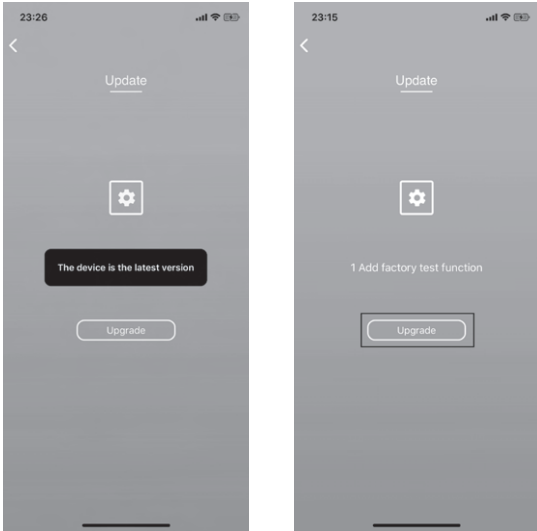 23:26
Update
The device is the latest version
Upgrade
23:15
Update
1 Add factory test function
Upgrade